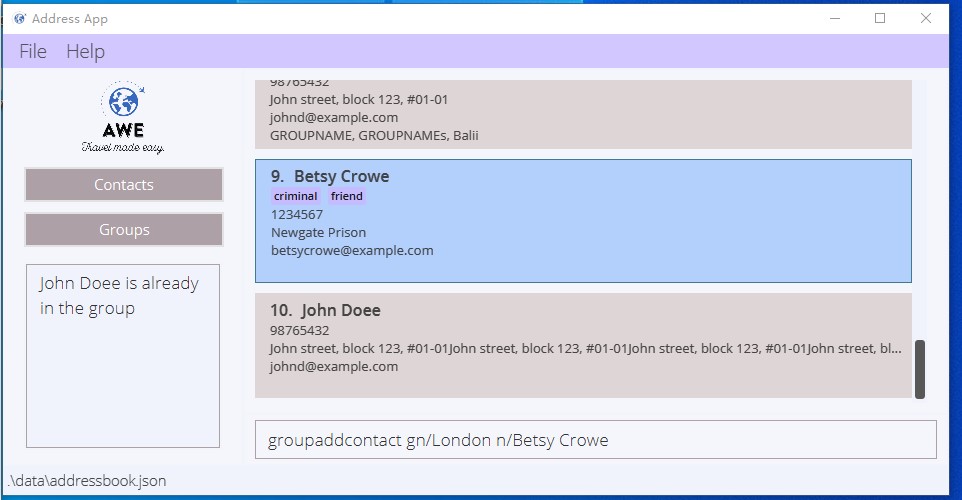 Address App
File Help
AWE
Travel made easy.
Contacts
Groups
John Doee is already
in the group
98765432
John street, block 123, #01-01
johnd@example.com
GROUPNAME, GROUPNAMEs, Balii
9. Betsy Crowe
criminal friend
1234567
Newgate Prison
betsycrowe@example.com
10. John Doee
98765432
John street, block 123, #01-01John street, block 123, #01-01John street, block 123, #01-01John street, bl...
johnd@example.com
groupaddcontact gn/London n/Betsy Crowe
.\data\addressbook.json